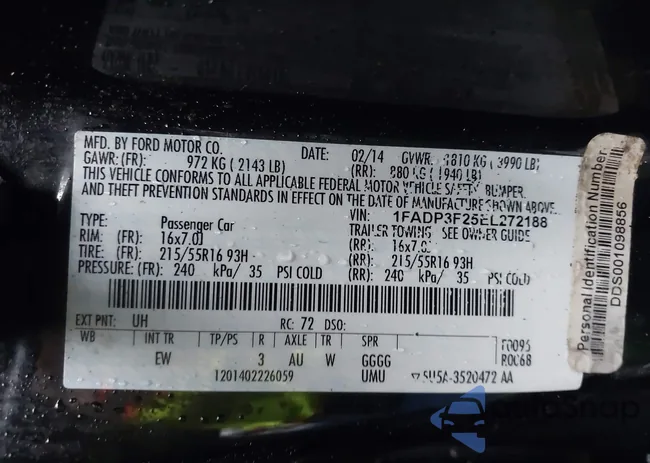 MFD. BY FORD MOTOR CO.
DATE: 02/14 GVWR: 1810 KG ( 3990 LB)
GAWR: (FR): 972 KG ( 2143 LB) (RR): 880 KG ( 1940 LB)
THIS VEHICLE CONFORMS TO ALL APPLICABLE FEDERAL MOTOR VEHICLE SAFETY, BUMPER,
AND THEFT PREVENTION STANDARDS IN EFFECT ON THE DATE OF MANUFACTURE SHOWN ABOVE.
VIN: 1FADP3F25EL272188
TYPE: Passenger Car TRAILER TOWING - SEE OWNER GUIDE
RIM: (FR): 16x7.0J (RR): 16x7.0J
TIRE: (FR): 215/55R16 93H (RR): 215/55R16 93H
PRESSURE: (FR): 240 kPa/ 35 PSI COLD (RR): 240 kPa/ 35 PSI COLD
EXT PNT: UH RC: 72 DSO:
WB INT TR TP/PS R AXLE TR SPR F0095
EW 3 AU W GGGG R0C68
1201402226059 UMU 5U5A-3520472 AA
Personal Identification Number:
DDS001098856